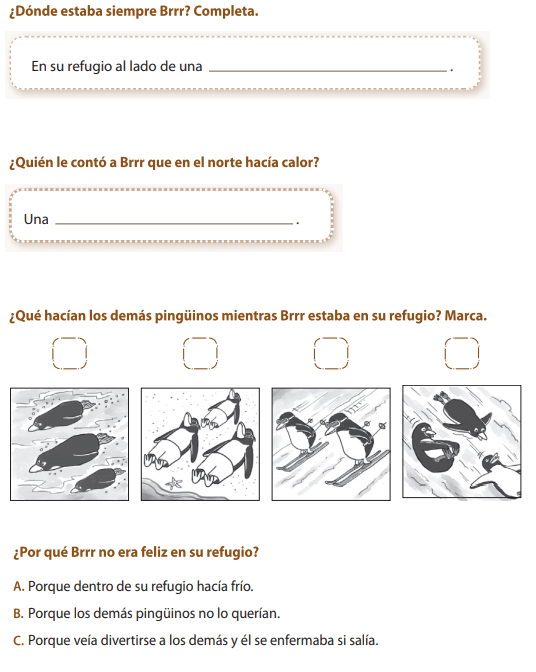 ¿Dónde estaba siempre Brrr? Completa.
En su refugio al lado de una ______________________________.
¿Quién le contó a Brrr que en el norte hacía calor?
Una ______________________________.
¿Qué hacían los demás pingüinos mientras Brrr estaba en su refugio? Marca.
¿Por qué Brrr no era feliz en su refugio?
A. Porque dentro de su refugio hacía frío.
B. Porque los demás pingüinos no lo querían.
C. Porque veía divertirse a los demás y él se enfermaba si salía.